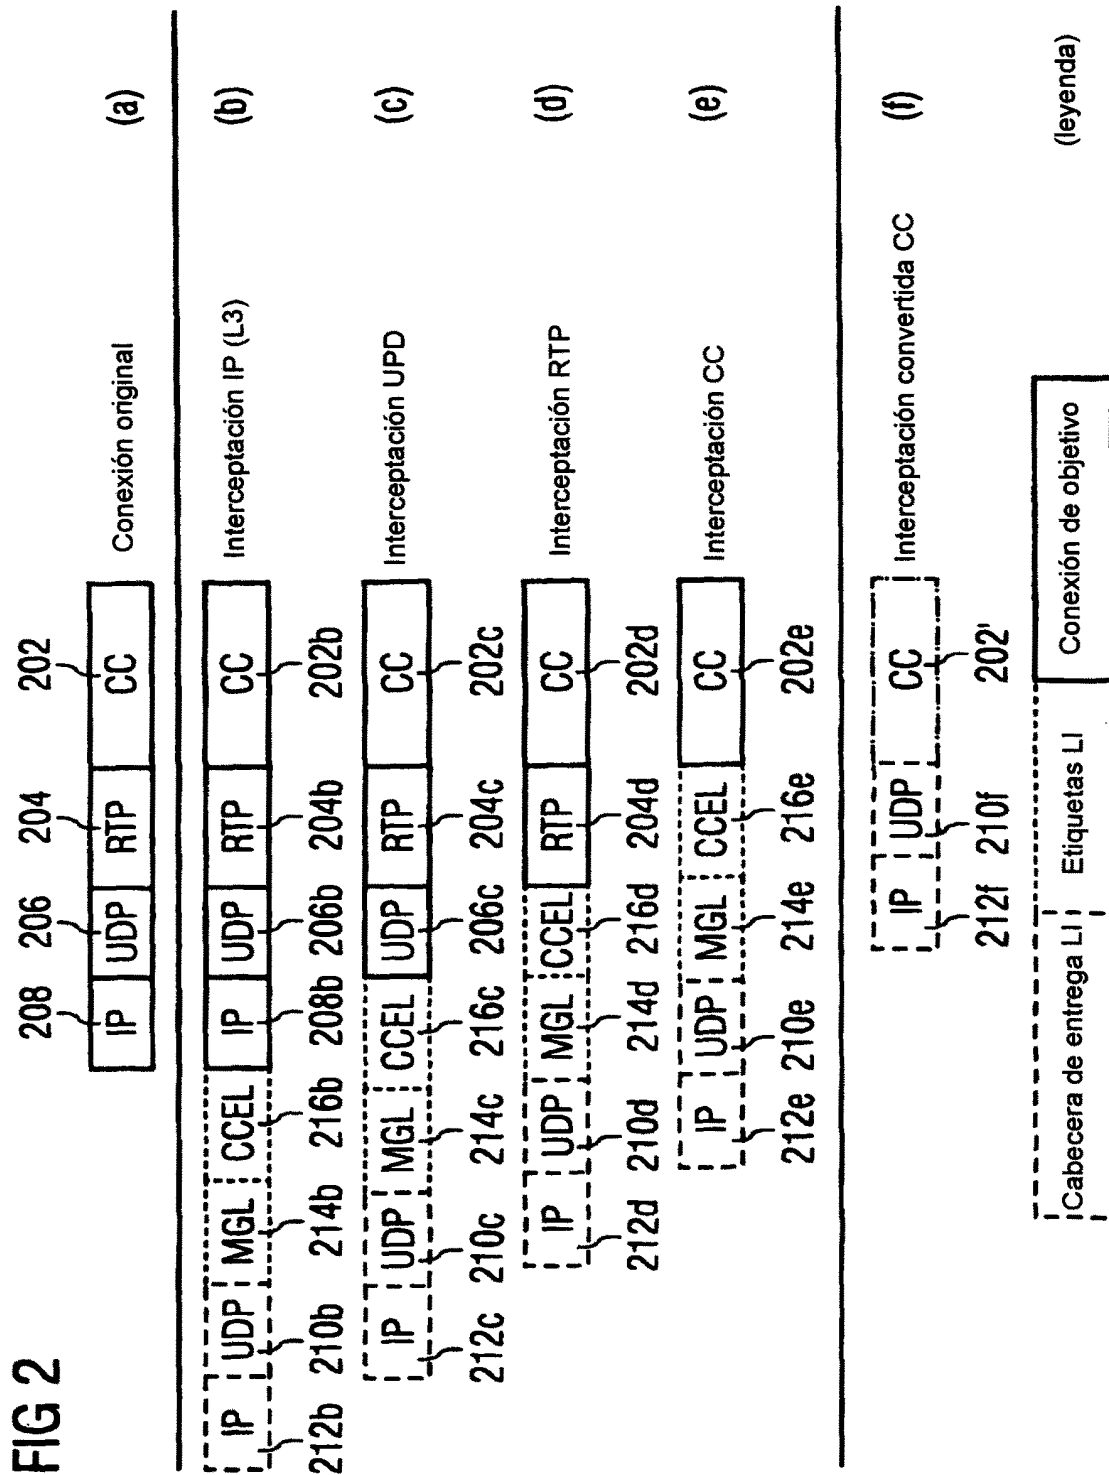 FIG 2
208 206 204 202
IP UDP RTP CC Conexión original (a)
IP UDP MGL CCEL IP UDP RTP CC Interceptación IP (L3) (b)
212b 210b 214b 216b 208b 206b 204b 202b
IP UDP MGL CCEL UDP RTP CC Interceptación UPD (c)
212c 210c 214c 216c 206c 204c 202c
IP UDP MGL CCEL RTP CC Interceptación RTP (d)
212d 210d 214d 216d 204d 202d
IP UDP MGL CCEL CC Interceptación CC (e)
212e 210e 214e 216e 202e
IP UDP CC Interceptación convertida CC (f)
212f 210f 202'
Cabecera de entrega LI Etiquetas LI Conexión de objetivo (leyenda)